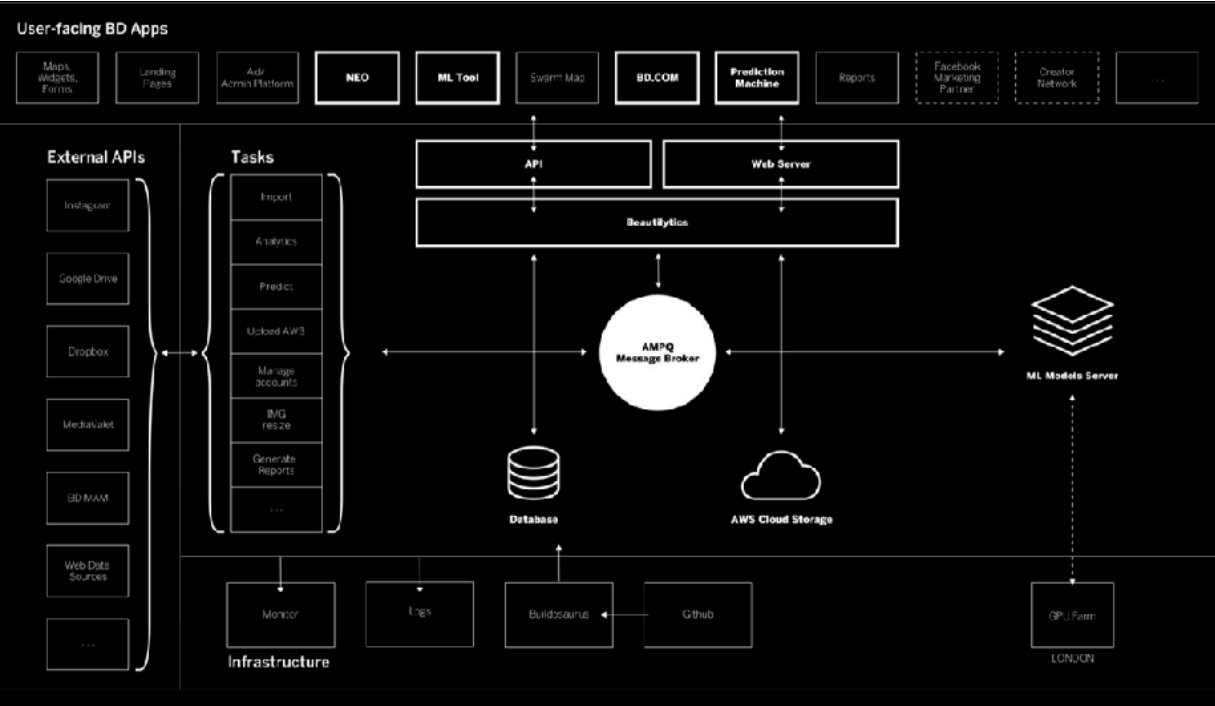 User-facing BD Apps
Maps,
Widgets,
Forms
Landing
Pages
Ad/
Admin Platform
NEO
ML Tool
Swarm Map
BD.COM
Prediction
Machine
Reports
Facebook
Marketing
Partner
Creator
Network
...
External APIs
Instagram
Google Drive
Dropbox
MediaValet
BD MAM
Web Data
Sources
...
Tasks
Import
Analytics
Predict
Upload AWS
Manage
accounts
IMG
resize
Generate
Reports
...
API
Web Server
Beautilytics
AMPQ
Message Broker
ML Models Server
Database
AWS Cloud Storage
Monitor
Logs
Buildosaurus
Github
GPU Farm
Infrastructure
LONDON